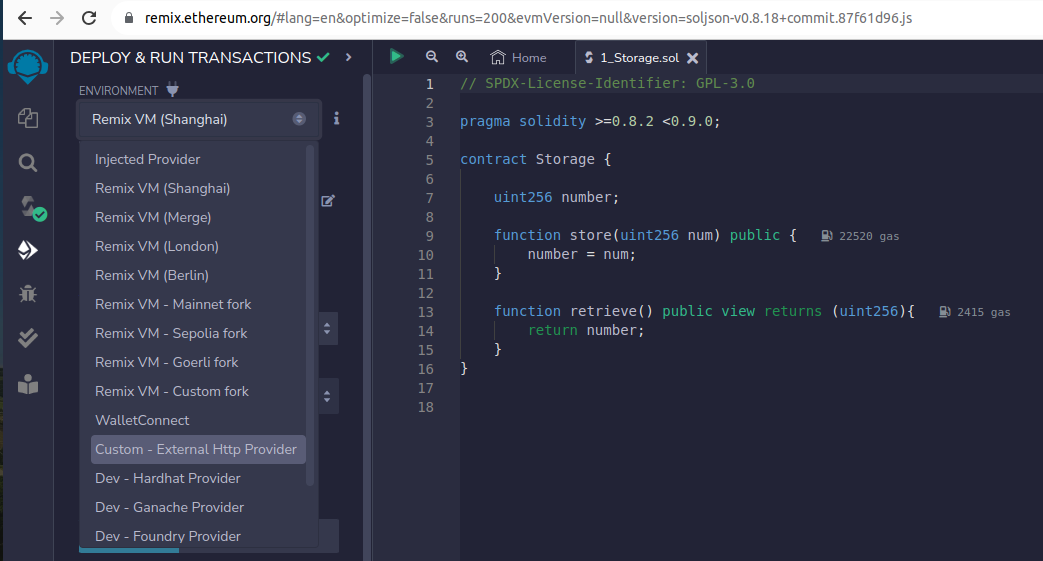 remix.ethereum.org/#lang=en&optimize=false&runs=200&evmVersion=null&version=soljson-v0.8.18+commit.87f61d96.js
DEPLOY & RUN TRANSACTIONS
ENVIRONMENT
Remix VM (Shanghai)
Injected Provider
Remix VM (Shanghai)
Remix VM (Merge)
Remix VM (London)
Remix VM (Berlin)
Remix VM - Mainnet fork
Remix VM - Sepolia fork
Remix VM - Goerli fork
Remix VM - Custom fork
WalletConnect
Custom - External Http Provider
Dev - Hardhat Provider
Dev - Ganache Provider
Dev - Foundry Provider
Home
1_Storage.sol
1 // SPDX-License-Identifier: GPL-3.0
2
3 pragma solidity >=0.8.2 <0.9.0;
4
5 contract Storage {
6
7 uint256 number;
8
9 function store(uint256 num) public { 22520 gas
10 number = num;
11 }
12
13 function retrieve() public view returns (uint256){ 2415 gas
14 return number;
15 }
16 }
17
18